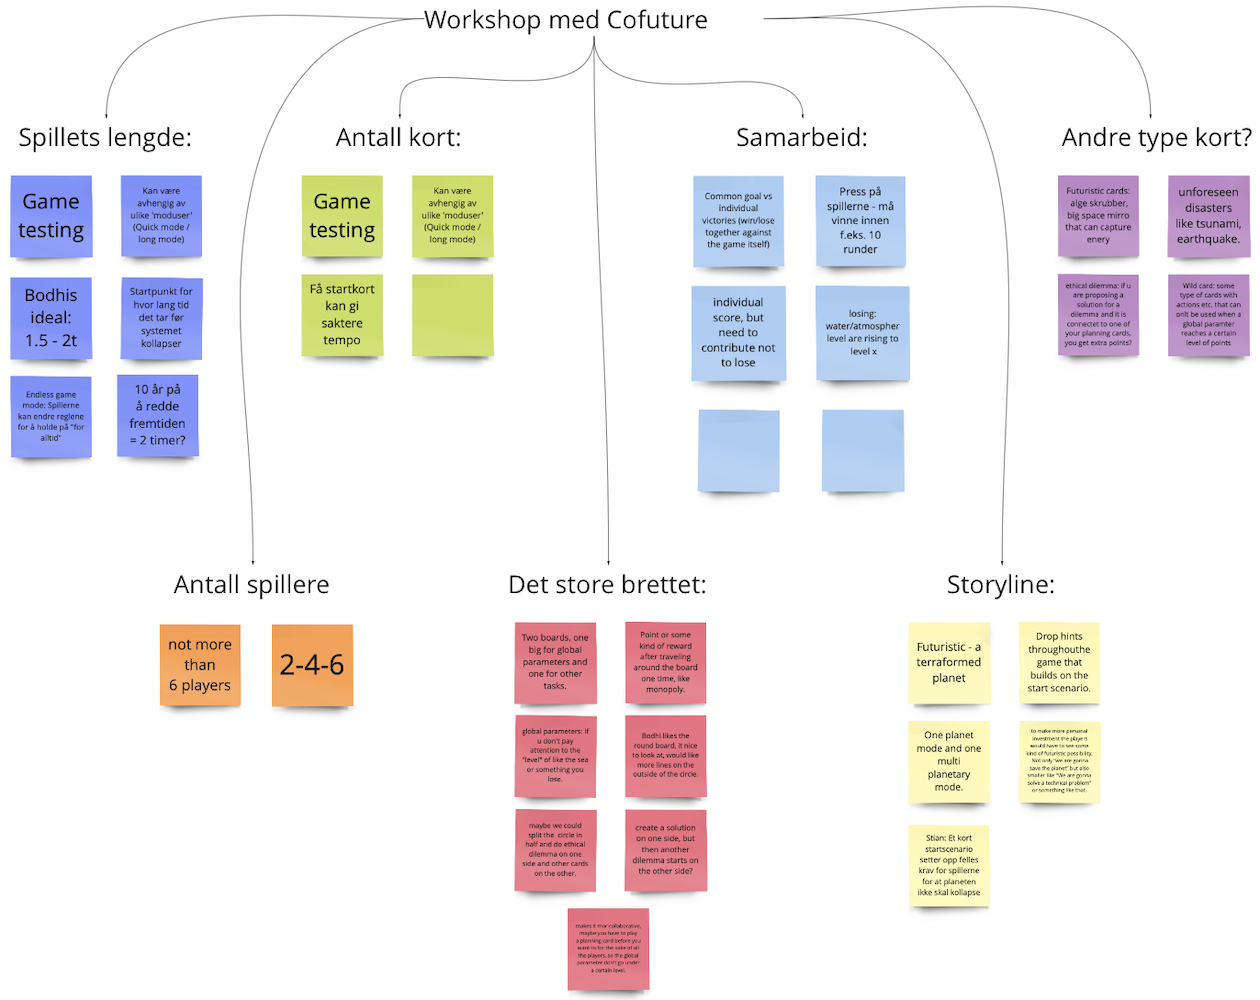 Workshop med Cofuture
Spillets lengde:
Game
testing
Kan være
avhengig av
ulike 'moduser'
(Quick mode /
long mode)
Bodhis
ideal:
1.5 - 2t
Startpunkt for
hvor lang tid
det tar før
systemet
kollapser
Endless game
mode: Spillerne
kan endre reglene
for å holde på "for
alltid"
10 år på
å redde
fremtiden
= 2 timer?
Antall kort:
Game
testing
Kan være
avhengig av
ulike 'moduser'
(Quick mode /
long mode)
Få startkort
kan gi
saktere
tempo
Samarbeid:
Common goal vs
individual
victories (win/lose
together against
the game itself)
Press på
spillerne - må
vinne innen
f.eks. 10
runder
individual
score, but
need to
contribute not
to lose
losing:
water/atmospher
level are rising to
level x
Andre type kort?
Futuristic cards:
alge skrubber,
big space mirro
that can capture
enery
unforeseen
disasters
like tsunami,
earthquake.
ethical dilemma: if u
are proposing a
solution for a
dilemma and it is
connectet to one of
your planning cards,
you get extra points?
Wild card: some
type of cards with
actions etc. that can
onlt be used when a
global paramter
reaches a certain
level of points
Antall spillere
not more
than
6 players
2-4-6
Det store brettet:
Two boards, one
big for global
parameters and
one for other
tasks.
Point or some
kind of reward
after traveling
around the board
one time, like
monopoly.
global parameters: if
u don't pay
attention to the
"level" of like the sea
or something you
lose.
Bodhi likes the
round board, it nice
to look at, would like
more lines on the
outside of the circle.
maybe we could
split the circle in
half and do ethical
dilemma on one
side and other cards
on the other.
create a solution
on one side, but
then another
dilemma starts on
the other side?
makes it mor collaborative,
maybe you have to play
a planning card before you
want to for the sake of all
the players, so the global
parameter don't go under
a certain level.
Storyline:
Futuristic - a
terraformed
planet
Drop hints
throughouthe
game that
builds on the
start scenario.
One planet
mode and one
multi
planetary
mode.
to make more personal
investment the players
would have to see some
kind of futuristic possibility.
Not only "we are gonna
save the planet" but also
smaller like "We are gonna
solve a technical problem"
or something like that.
Stian: Et kort
startscenario
setter opp felles
krav for spillerne
for at planeten
ikke skal kollapse